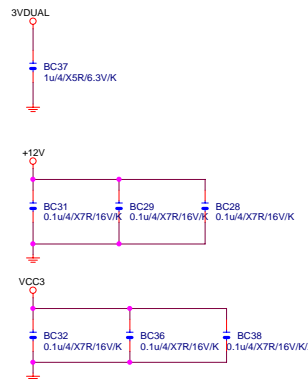 3VDUAL
BC37
1u/4/X5R/6.3V/K
+12V
BC31 BC29 BC28
0.1u/4/X7R/16V/K 0.1u/4/X7R/16V/K 0.1u/4/X7R/16V/K
VCC3
BC32 BC36 BC38
0.1u/4/X7R/16V/K 0.1u/4/X7R/16V/K 0.1u/4/X7R/16V/K